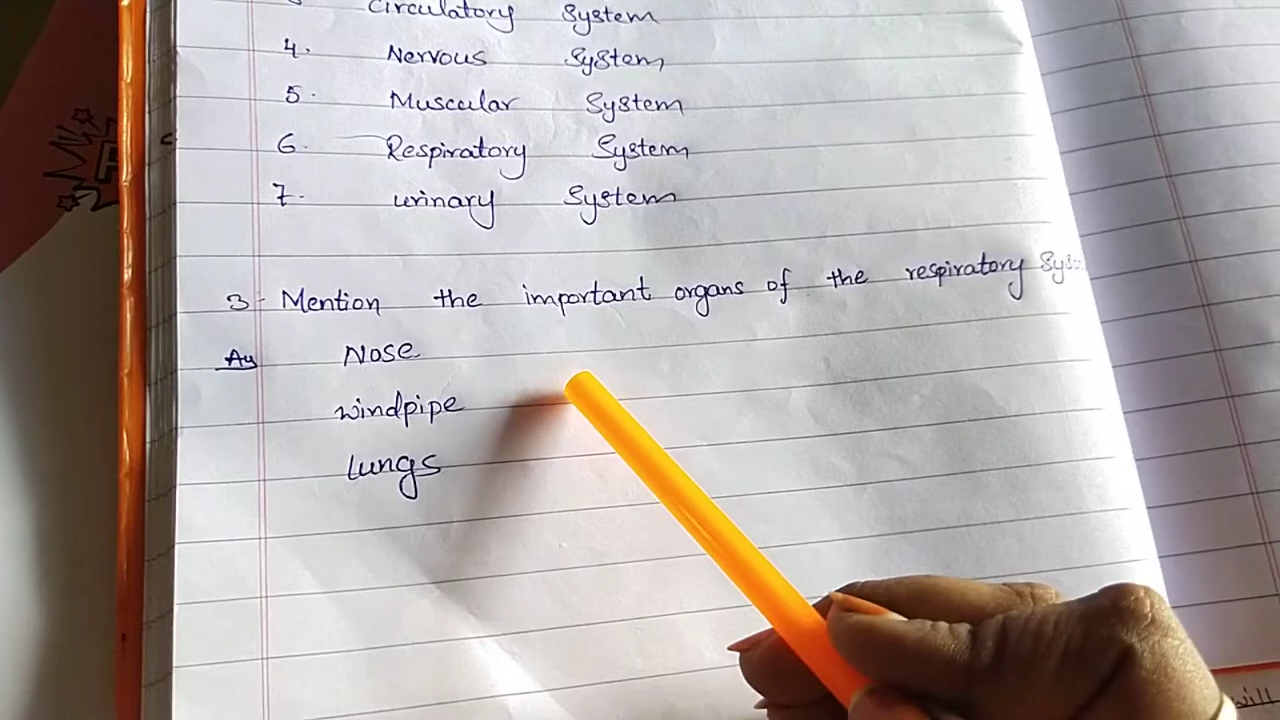 Circulatory System
4. Nervous System
5. Muscular System
6. Respiratory System
7. urinary System
3 - Mention the important organs of the respiratory
Nose
windpipe
lungs